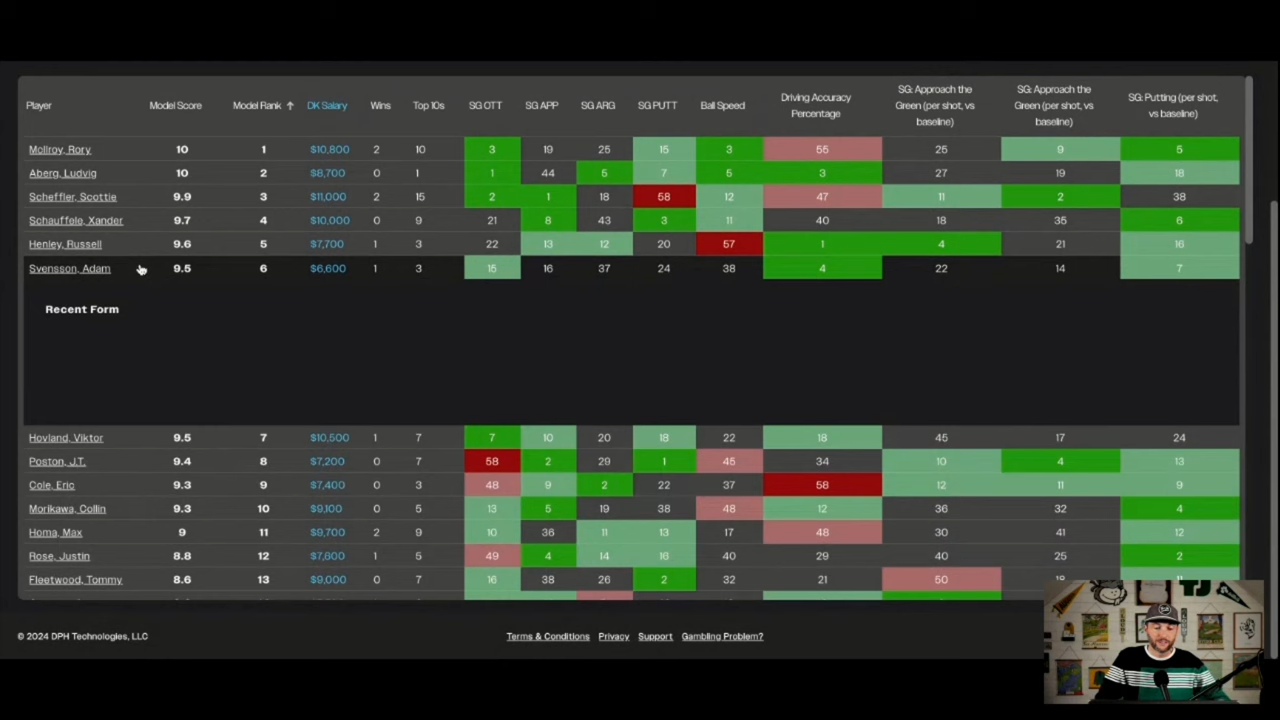 Player Model Score Model Rank ↑ DK Salary Wins Top 10s SG OTT SG APP SG ARG SG PUTT Ball Speed Driving Accuracy Percentage SG: Approach the Green (per shot, vs baseline) SG: Approach the Green (per shot, vs baseline) SG: Putting (per shot, vs baseline)
McIlroy, Rory 10 1 $10,800 2 10 3 19 25 15 3 55 25 9 5
Aberg, Ludvig 10 2 $8,700 0 1 1 44 5 7 5 3 27 19 18
Scheffler, Scottie 9.9 3 $11,000 2 15 2 1 18 58 12 47 11 2 38
Schauffele, Xander 9.7 4 $10,000 0 9 21 8 43 3 11 40 18 35 6
Henley, Russell 9.6 5 $7,700 1 3 22 13 12 20 57 1 4 21 16
Svensson, Adam 9.5 6 $6,600 1 3 15 16 37 24 38 4 22 14 7
Recent Form
Hovland, Viktor 9.5 7 $10,500 1 7 7 10 20 18 22 18 45 17 24
Poston, J.T. 9.4 8 $7,200 0 7 58 2 29 1 45 34 10 4 13
Cole, Eric 9.3 9 $7,400 0 3 48 9 2 22 37 58 12 11 9
Morikawa, Collin 9.3 10 $9,100 0 5 13 5 19 38 48 12 36 32 4
Homa, Max 9 11 $9,700 2 9 10 36 11 13 17 48 30 41 12
Rose, Justin 8.8 12 $7,600 1 5 49 4 14 16 40 29 40 25 2
Fleetwood, Tommy 8.6 13 $9,000 0 7 16 38 26 2 32 21 50
© 2024 DPH Technologies, LLC Terms & Conditions Privacy Support Gambling Problem?